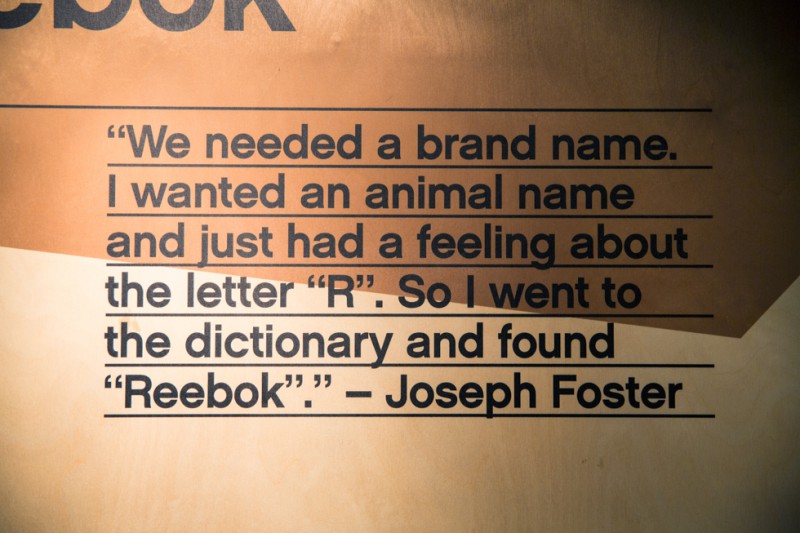 ebok
“We needed a brand name.
I wanted an animal name
and just had a feeling about
the letter “R”. So I went to
the dictionary and found
“Reebok”.” – Joseph Foster